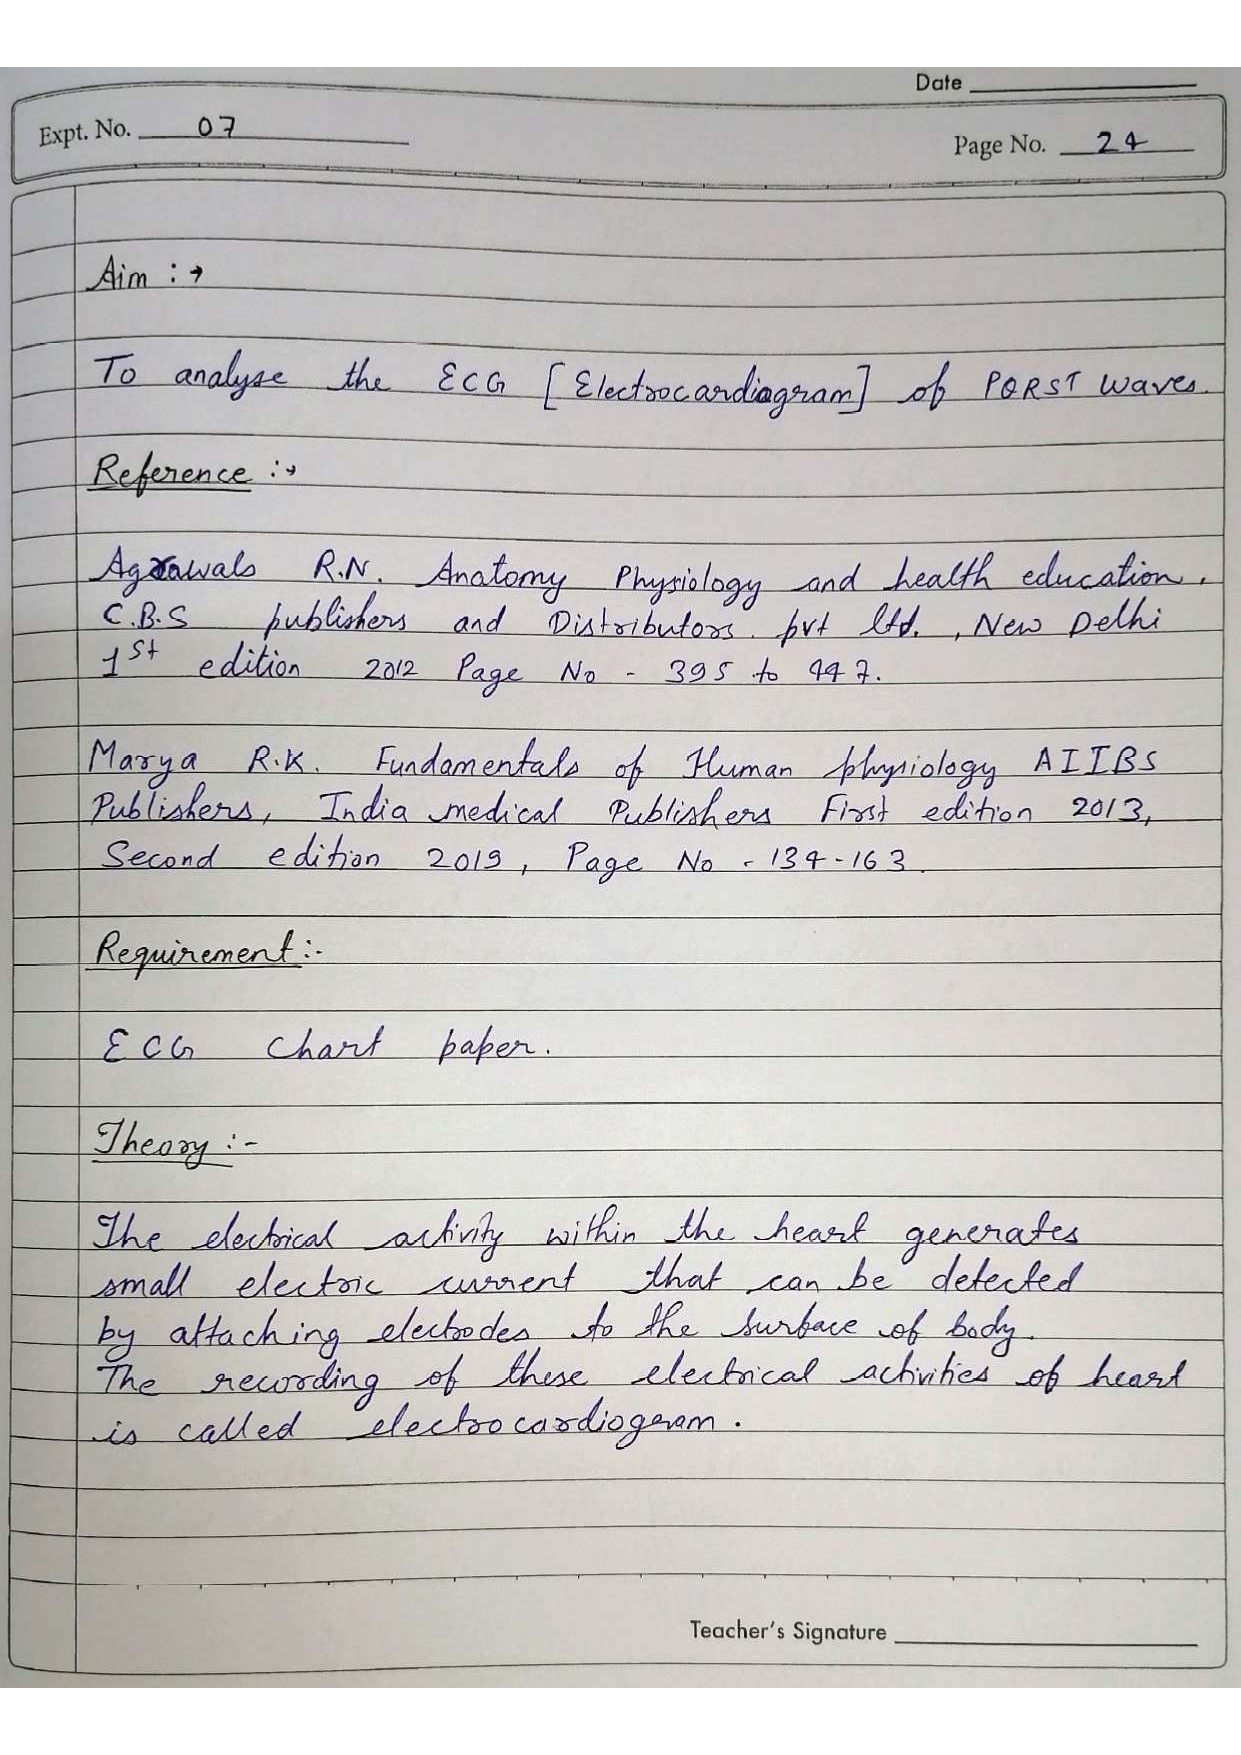 Date
Expt. No. 07
Page No. 24
Aim :→
To analyse the ECG [Electrocardiagram] of PQRST waves.
Reference :→
Agrawals R.N. Anatomy Physiology and health education,
C.B.S publishers and Distributors. pvt ltd., New Delhi
1st edition 2012 Page No - 395 to 447.
Marya R.K. Fundamentals of Human physiology AIIBS
Publishers, India medical Publishers First edition 2013,
Second edition 2019, Page No - 134-163.
Requirement :-
ECG Chart paper.
Theory :-
The electrical activity within the heart generates
small electric current that can be detected
by attaching electrodes to the surface of body.
The recording of these electrical activities of heart
is called electrocardiogeram.
Teacher's Signature